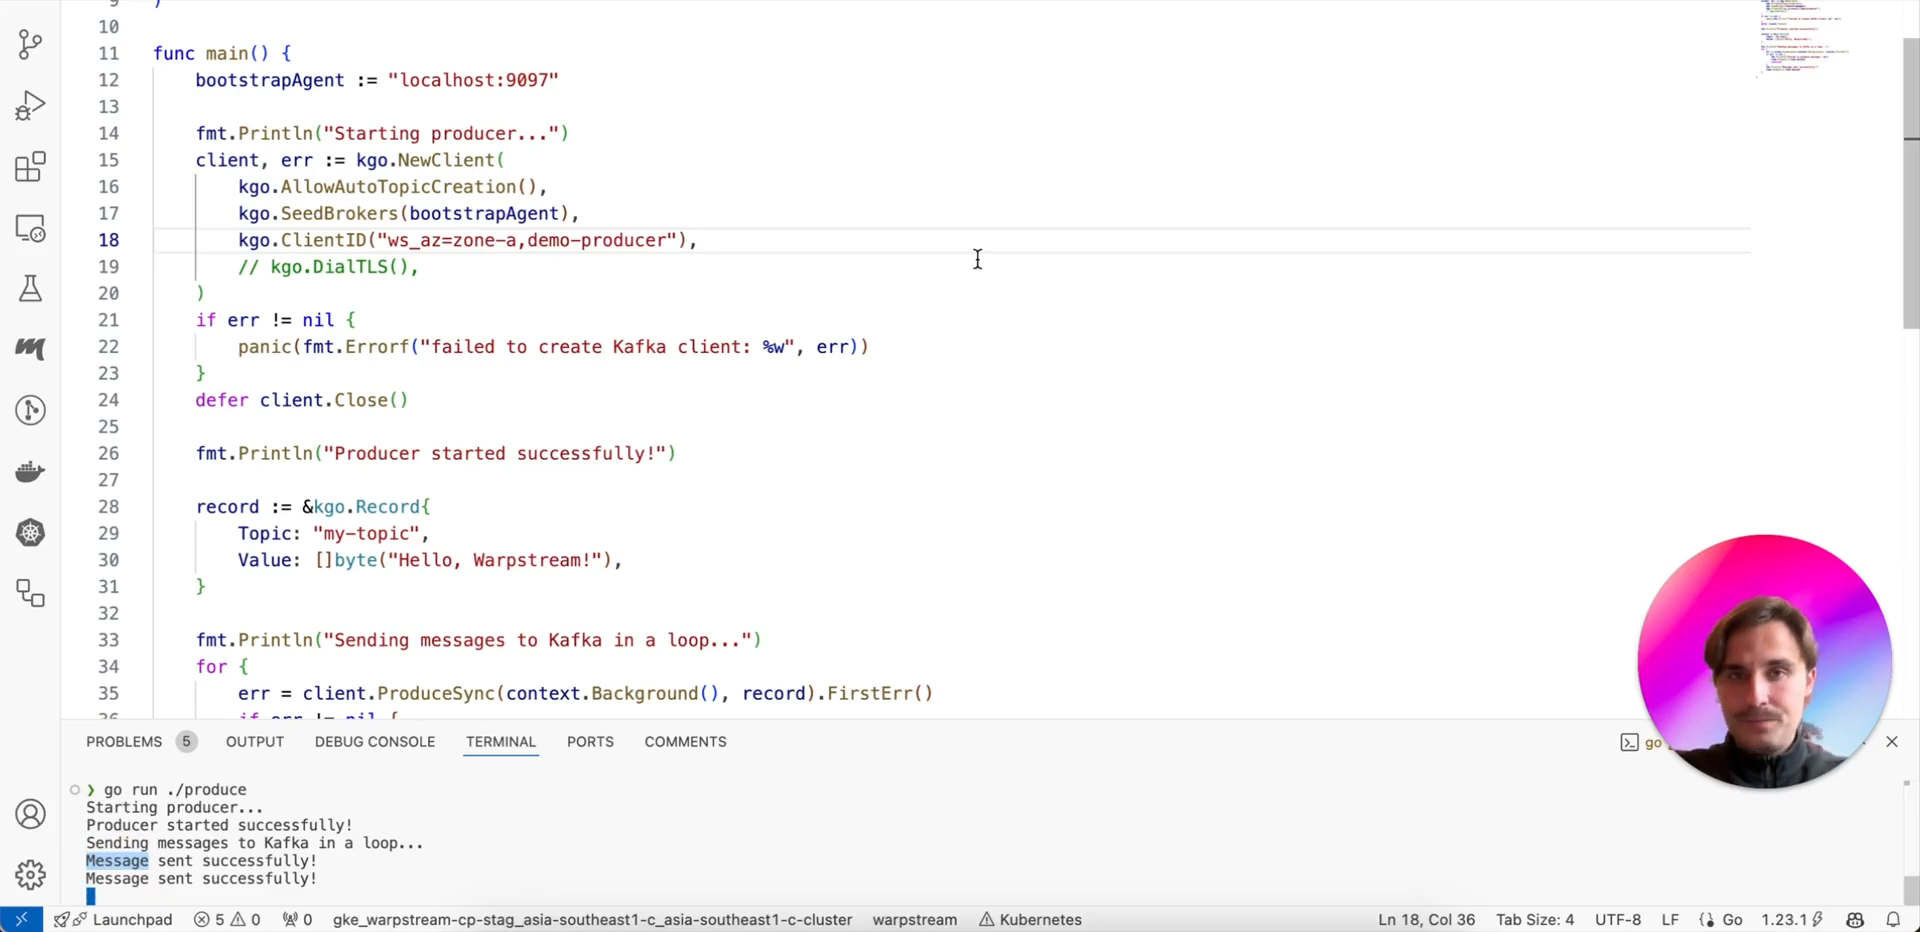 9 )
10
11 func main() {
12 bootstrapAgent := "localhost:9097"
13
14 fmt.Println("Starting producer...")
15 client, err := kgo.NewClient(
16 kgo.AllowAutoTopicCreation(),
17 kgo.SeedBrokers(bootstrapAgent),
18 kgo.ClientID("ws_az=zone-a,demo-producer"),
19 // kgo.DialTLS(),
20 )
21 if err != nil {
22 panic(fmt.Errorf("failed to create Kafka client: %w", err))
23 }
24 defer client.Close()
25
26 fmt.Println("Producer started successfully!")
27
28 record := &kgo.Record{
29 Topic: "my-topic",
30 Value: []byte("Hello, Warpstream!"),
31 }
32
33 fmt.Println("Sending messages to Kafka in a loop...")
34 for {
35 err = client.ProduceSync(context.Background(), record).FirstErr()
36 if err != nil {
PROBLEMS 5 OUTPUT DEBUG CONSOLE TERMINAL PORTS COMMENTS go
❯ go run ./produce
Starting producer...
Producer started successfully!
Sending messages to Kafka in a loop...
Message sent successfully!
Message sent successfully!
Launchpad 5 0 0 gke_warpstream-cp-stag_asia-southeast1-c_asia-southeast1-c-cluster warpstream Kubernetes Ln 18, Col 36 Tab Size: 4 UTF-8 LF Go 1.23.1